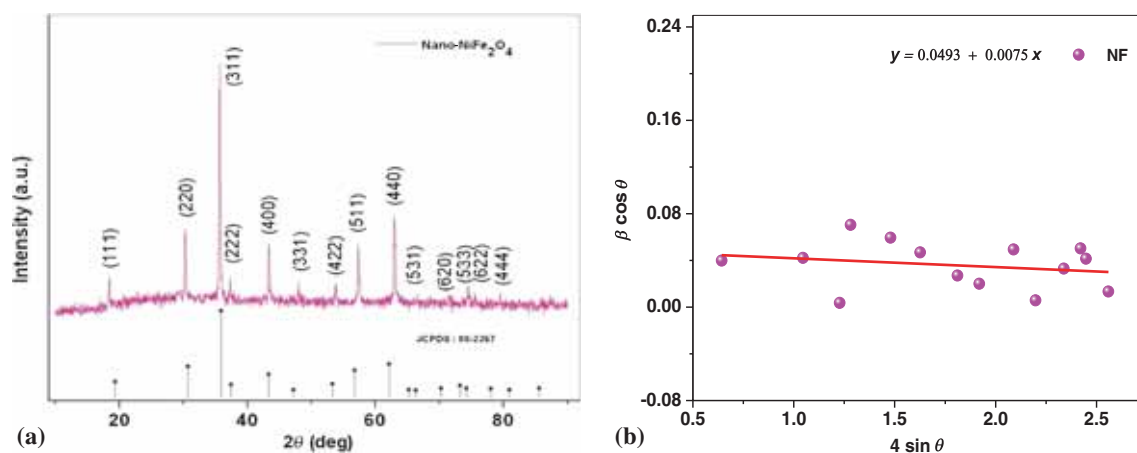 Nano-NiFe2O4
(111)
(220)
(311)
(222)
(400)
(331)
(422)
(511)
(440)
(531)
(620)
(533)
(622)
(444)
Intensity (a.u.)
20 40 60 80
2θ (deg)
(a)
0.24
0.16
0.08
0.00
-0.08
β cos θ
y = 0.0493 + 0.0075 x
NF
0.5 1.0 1.5 2.0 2.5
4 sin θ
(b)